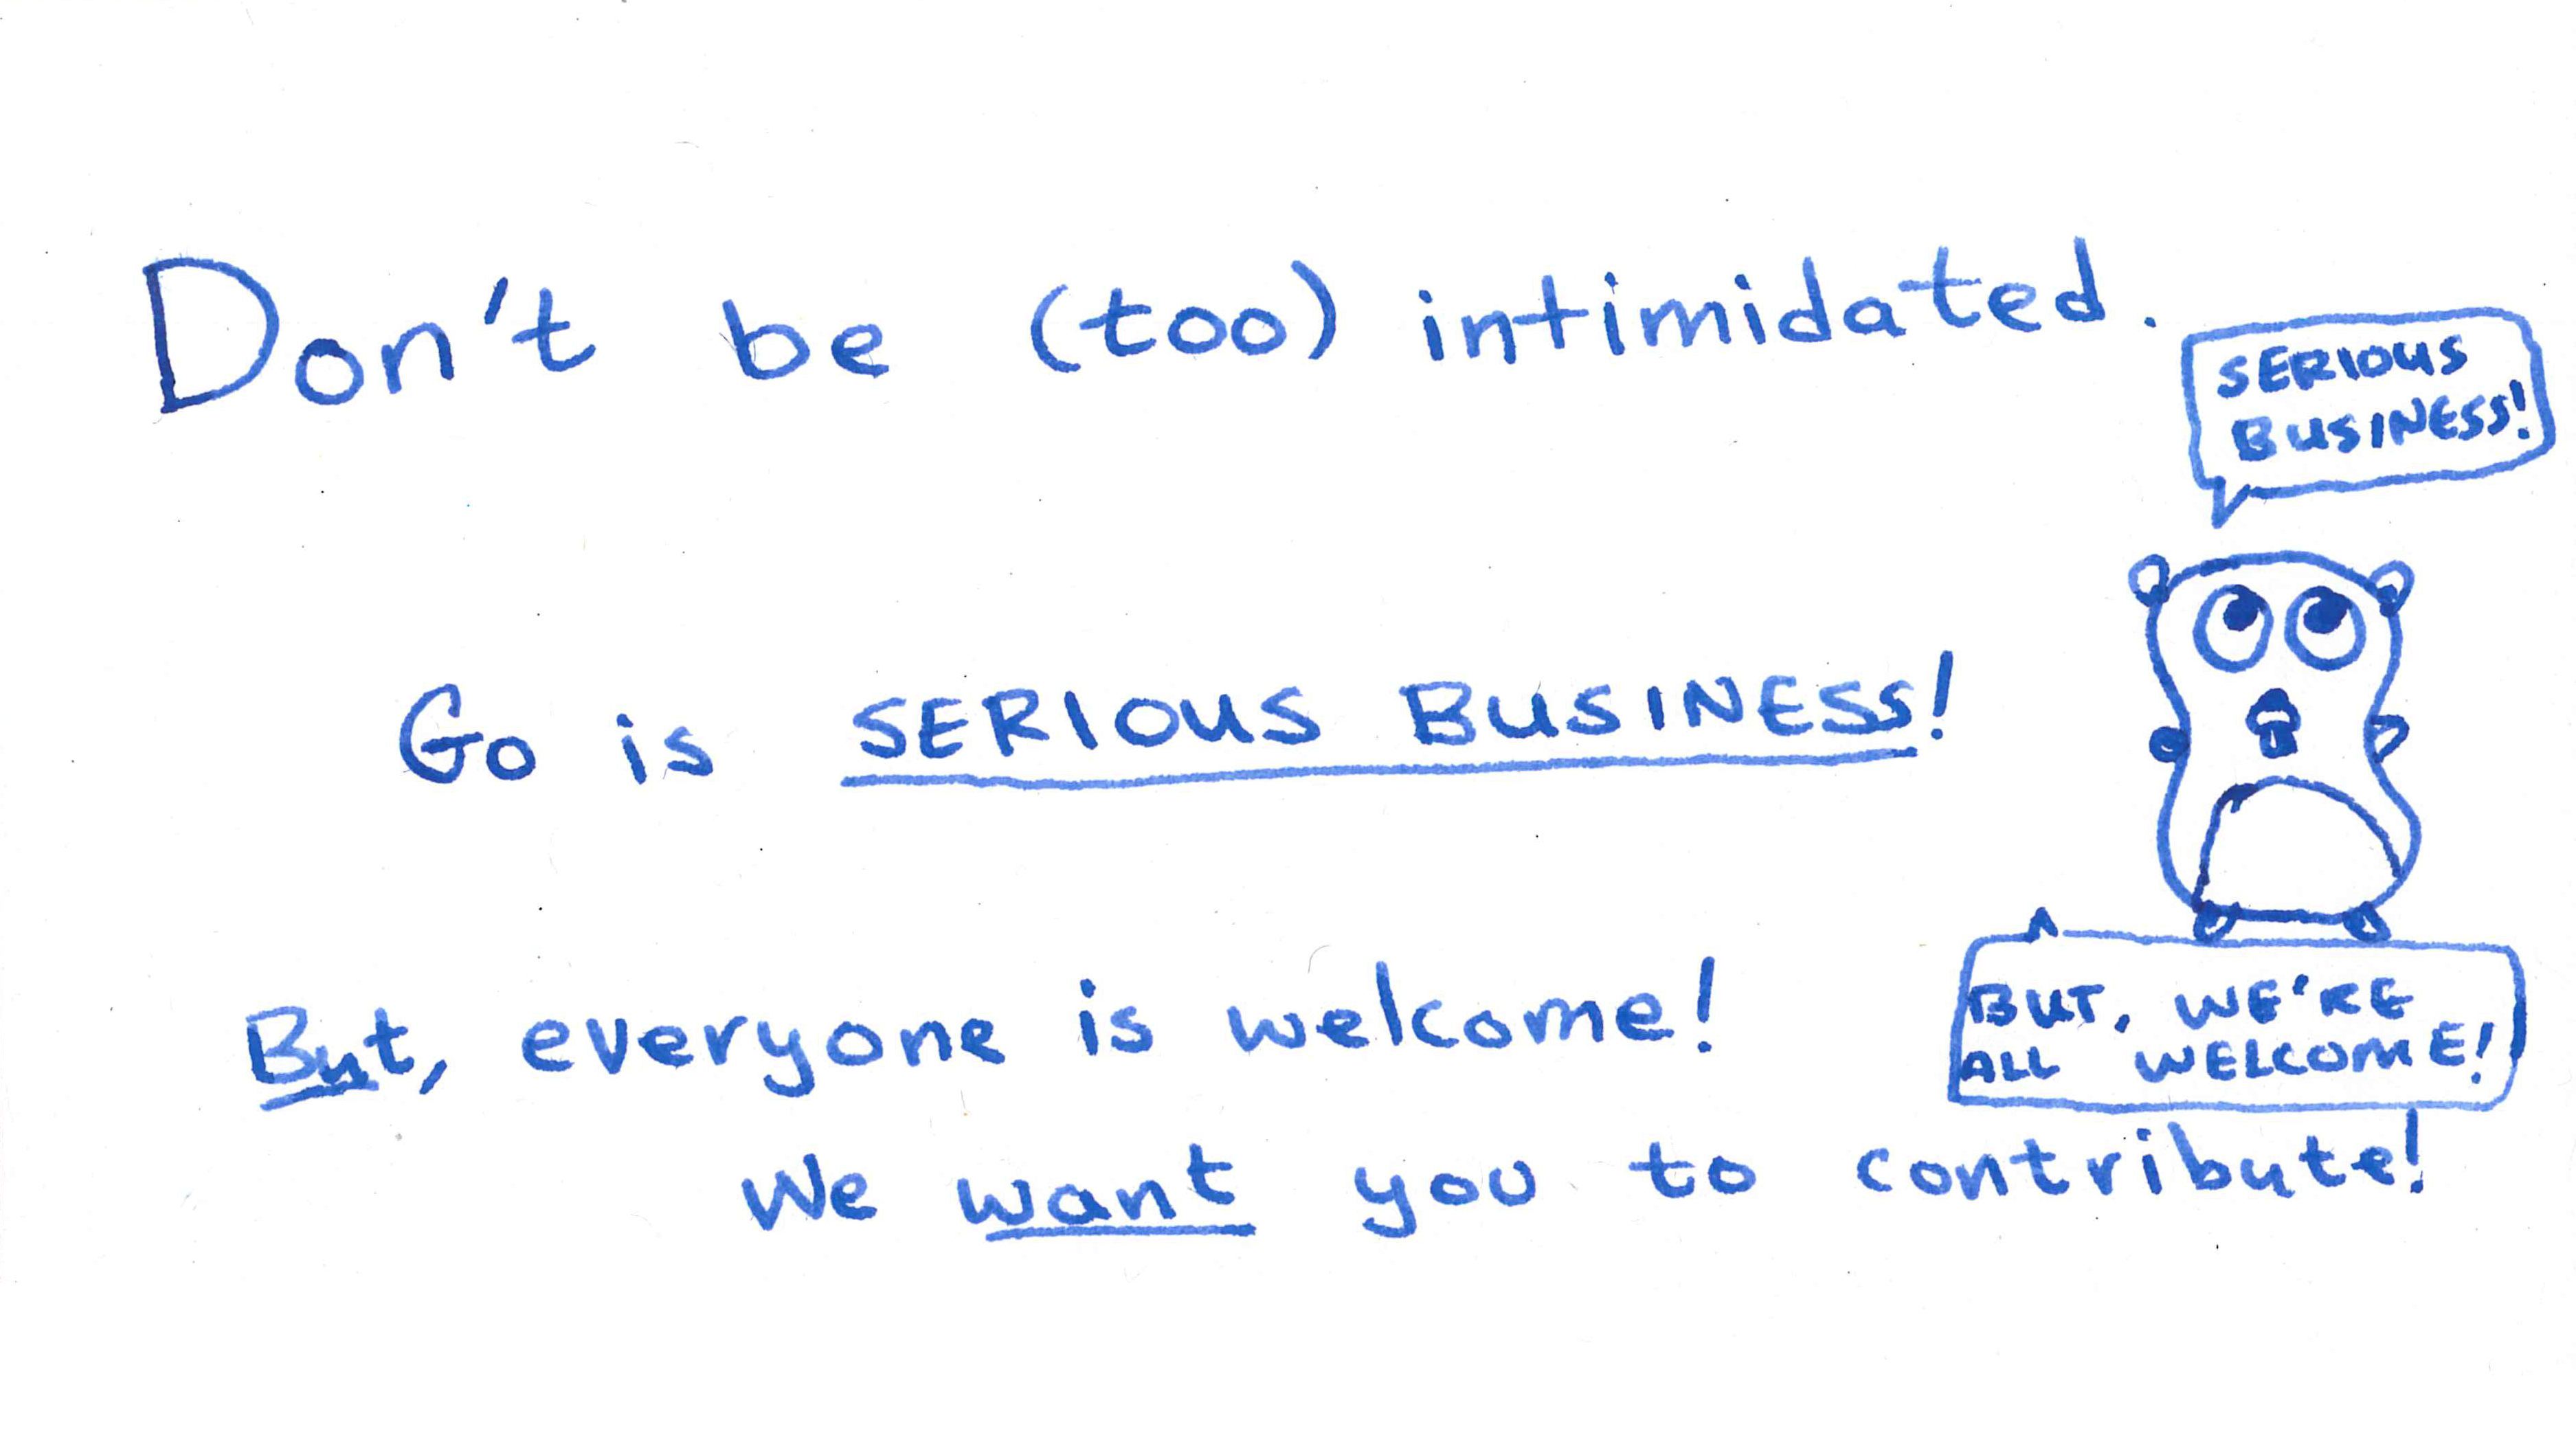 Don't be (too) intimidated.
SERIOUS
BUSINESS!
Go is SERIOUS BUSINESS!
But, everyone is welcome!
BUT, WE'RE
ALL WELCOME!
We want you to contribute!